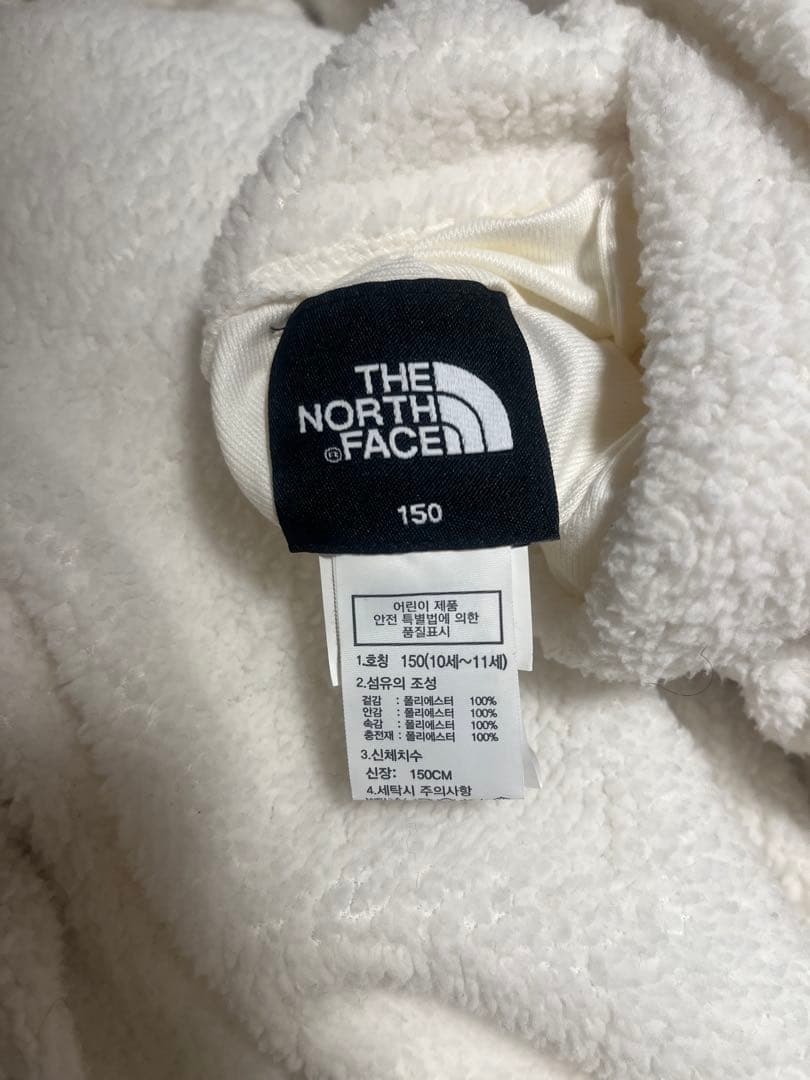 THE
NORTH
®FACE
150
어린이 제품
안전 특별법에 의한
품질표시
1.호칭 150(10세~11세)
2.섬유의 조성
겉감 : 폴리에스터 100%
안감 : 폴리에스터 100%
속감 : 폴리에스터 100%
충전재 : 폴리에스터 100%
3.신체치수
신장: 150CM
4.세탁시 주의사항